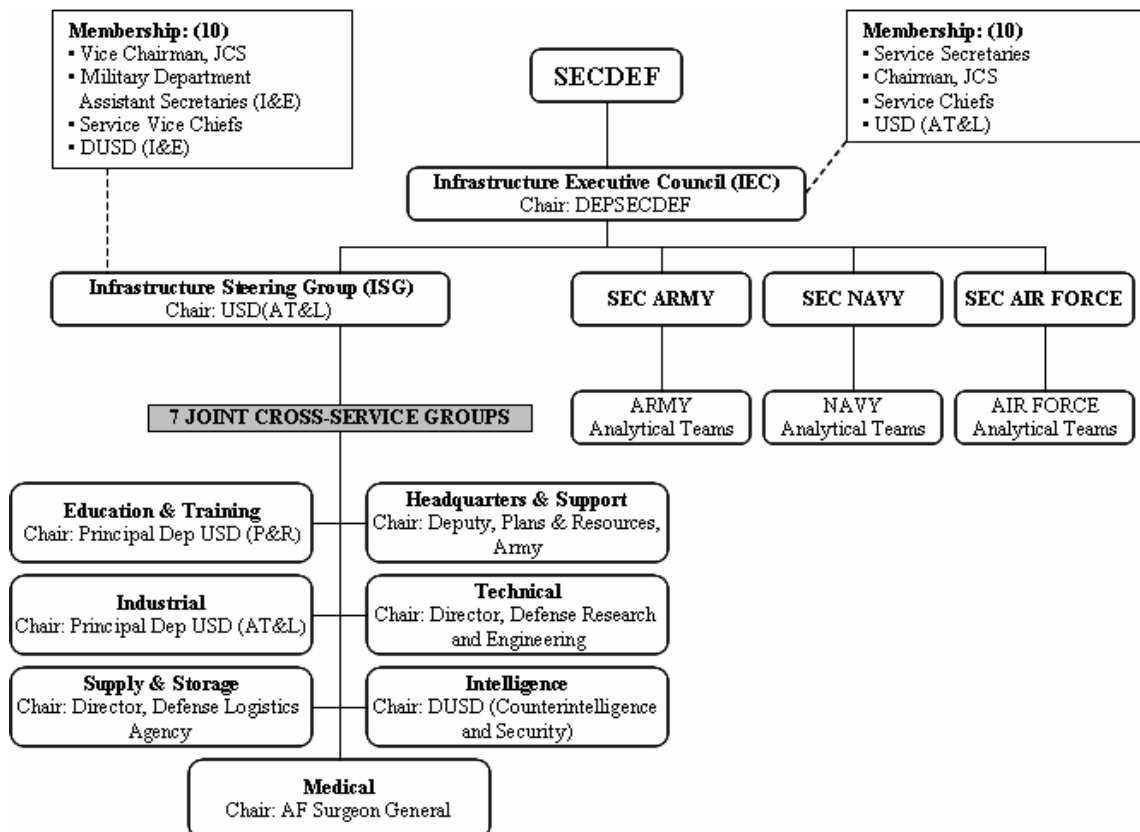 Membership: (10)
▪ Vice Chairman, JCS
▪ Military Department
Assistant Secretaries (I&E)
▪ Service Vice Chiefs
▪ DUSD (I&E)
SECDEF
Membership: (10)
▪ Service Secretaries
▪ Chairman, JCS
▪ Service Chiefs
▪ USD (AT&L)
Infrastructure Executive Council (IEC)
Chair: DEPSECDEF
Infrastructure Steering Group (ISG)
Chair: USD(AT&L)
SEC ARMY
SEC NAVY
SEC AIR FORCE
7 JOINT CROSS-SERVICE GROUPS
ARMY
Analytical Teams
NAVY
Analytical Teams
AIR FORCE
Analytical Teams
Education & Training
Chair: Principal Dep USD (P&R)
Headquarters & Support
Chair: Deputy, Plans & Resources,
Army
Industrial
Chair: Principal Dep USD (AT&L)
Technical
Chair: Director, Defense Research
and Engineering
Supply & Storage
Chair: Director, Defense Logistics
Agency
Intelligence
Chair: DUSD (Counterintelligence
and Security)
Medical
Chair: AF Surgeon General